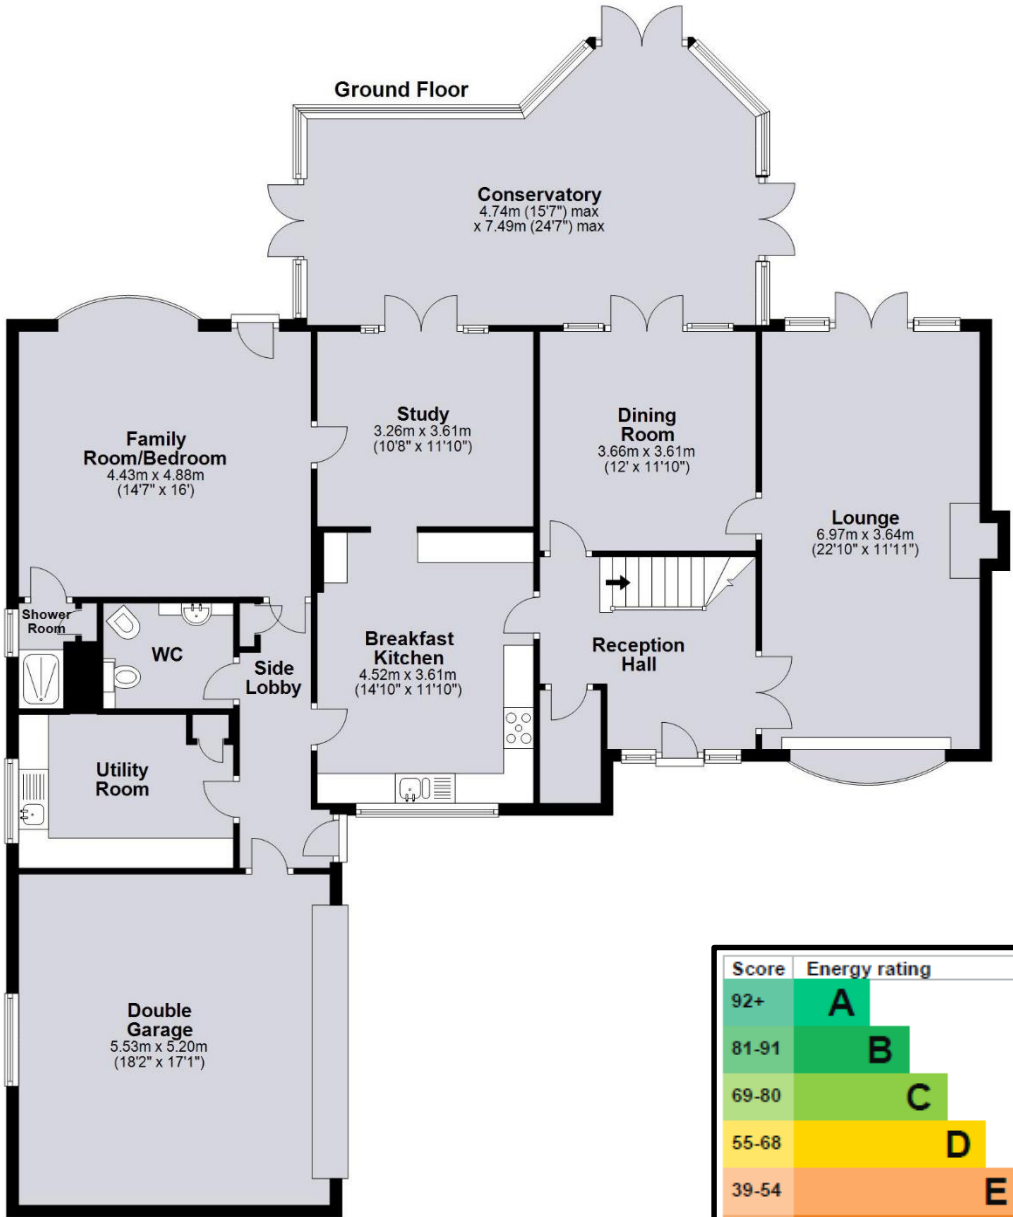 Ground Floor
Conservatory
4.74m (15'7") max
x 7.49m (24'7") max
Family
Room/Bedroom
4.43m x 4.88m
(14'7" x 16')
Study
3.26m x 3.61m
(10'8" x 11'10")
Dining
Room
3.66m x 3.61m
(12' x 11'10")
Lounge
6.97m x 3.64m
(22'10" x 11'11")
Shower
Room
WC
Side
Lobby
Breakfast
Kitchen
4.52m x 3.61m
(14'10" x 11'10")
Reception
Hall
Utility
Room
Double
Garage
5.53m x 5.20m
(18'2" x 17'1")
Score Energy rating
92+ A
81-91 B
69-80 C
55-68 D
39-54 E